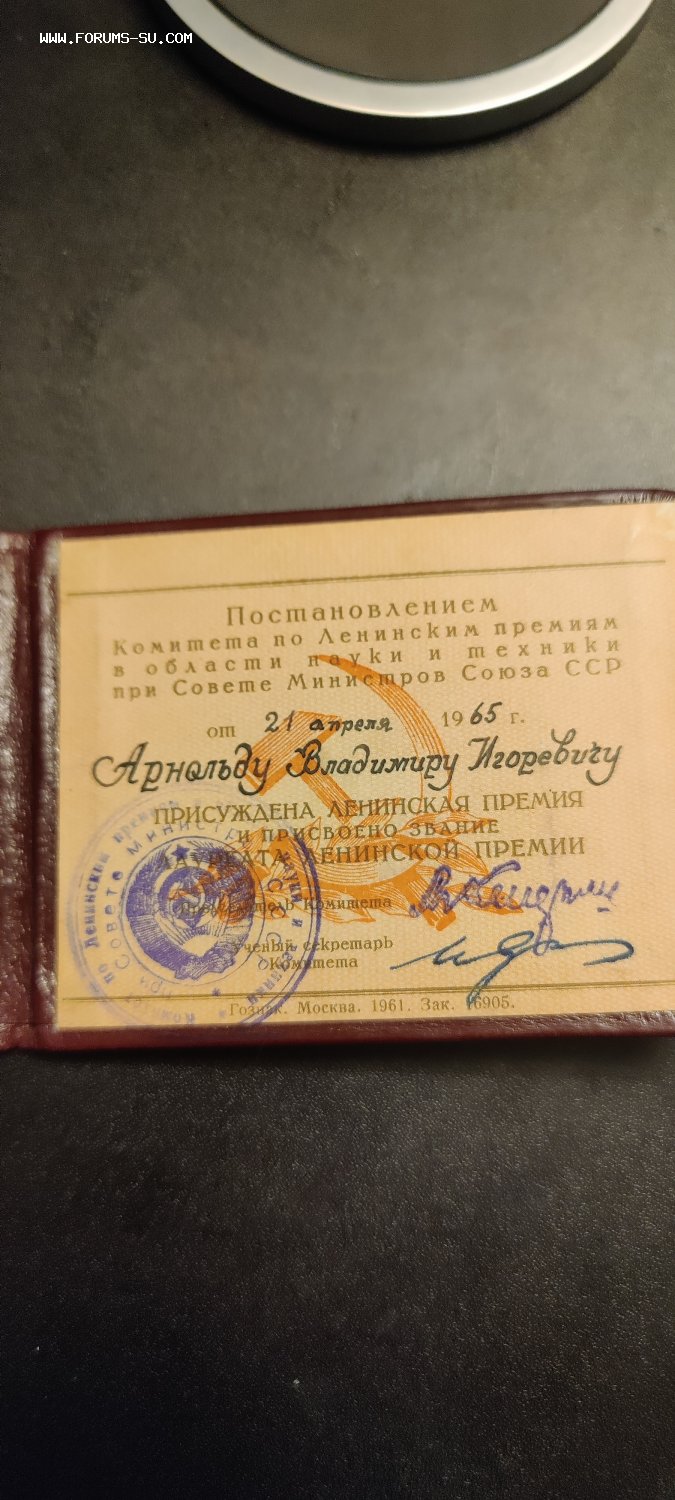 WWW.FORUMS-SU.COM
Постановлением
Комитета по Ленинским премиям
в области науки и техники
при Совете Министров Союза ССР
от 21 апреля 1965 г.
Арнольду Владимиру Игоревичу
ПРИСУЖДЕНА ЛЕНИНСКАЯ ПРЕМИЯ
И ПРИСВОЕНО ЗВАНИЕ
ЛАУРЕАТА ЛЕНИНСКОЙ ПРЕМИИ
Председатель Комитета
Ученый секретарь
Комитета
Гознак. Москва. 1961. Зак. 16905.